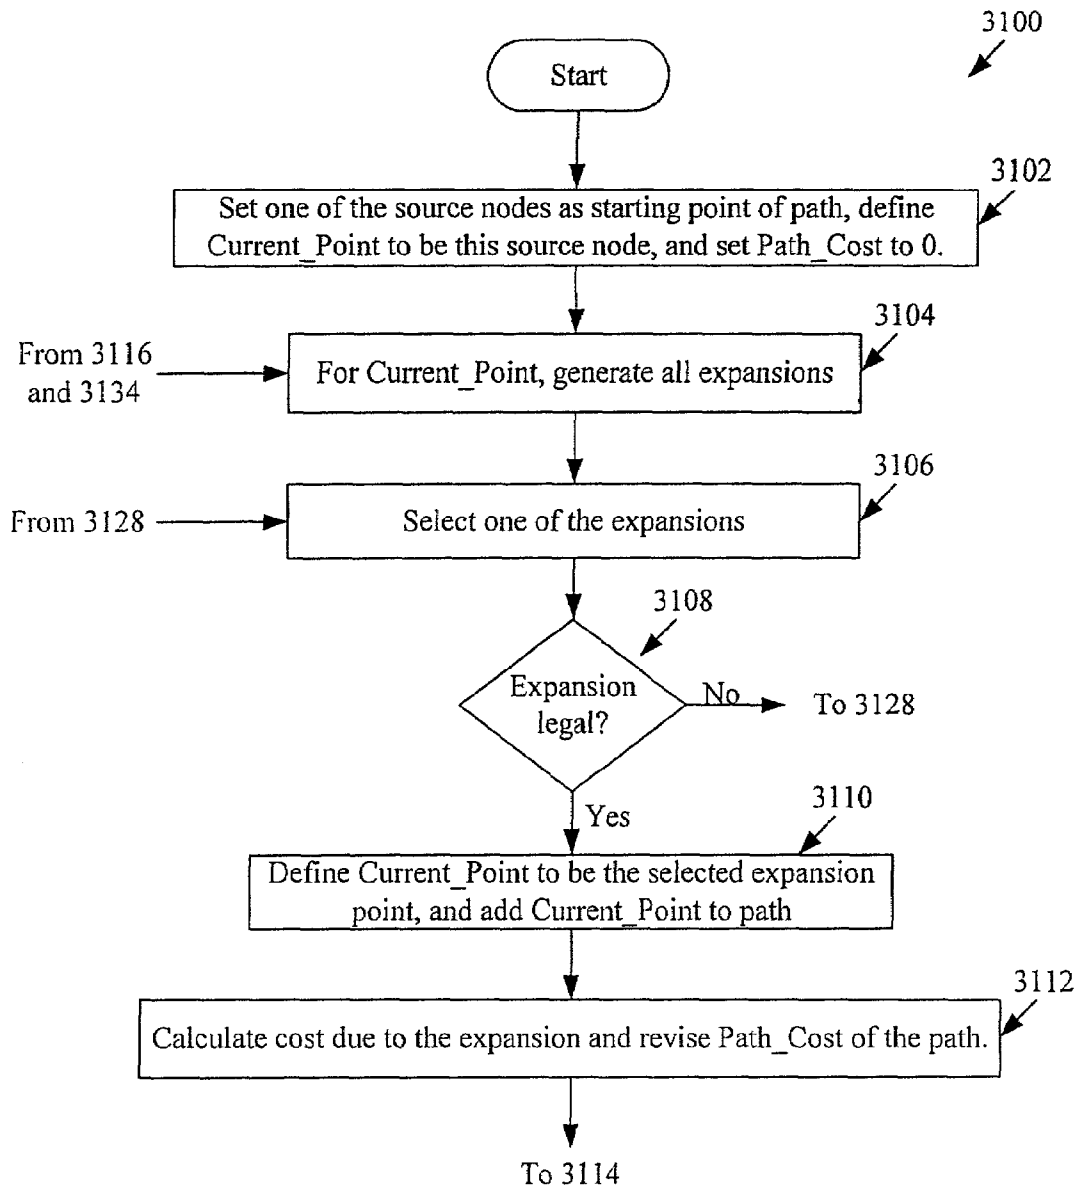 3100
Start
3102
Set one of the source nodes as starting point of path, define
Current_Point to be this source node, and set Path_Cost to 0.
3104
From 3116
and 3134
For Current_Point, generate all expansions
3106
From 3128
Select one of the expansions
3108
Expansion
legal?
No
To 3128
Yes
3110
Define Current_Point to be the selected expansion
point, and add Current_Point to path
3112
Calculate cost due to the expansion and revise Path_Cost of the path.
To 3114